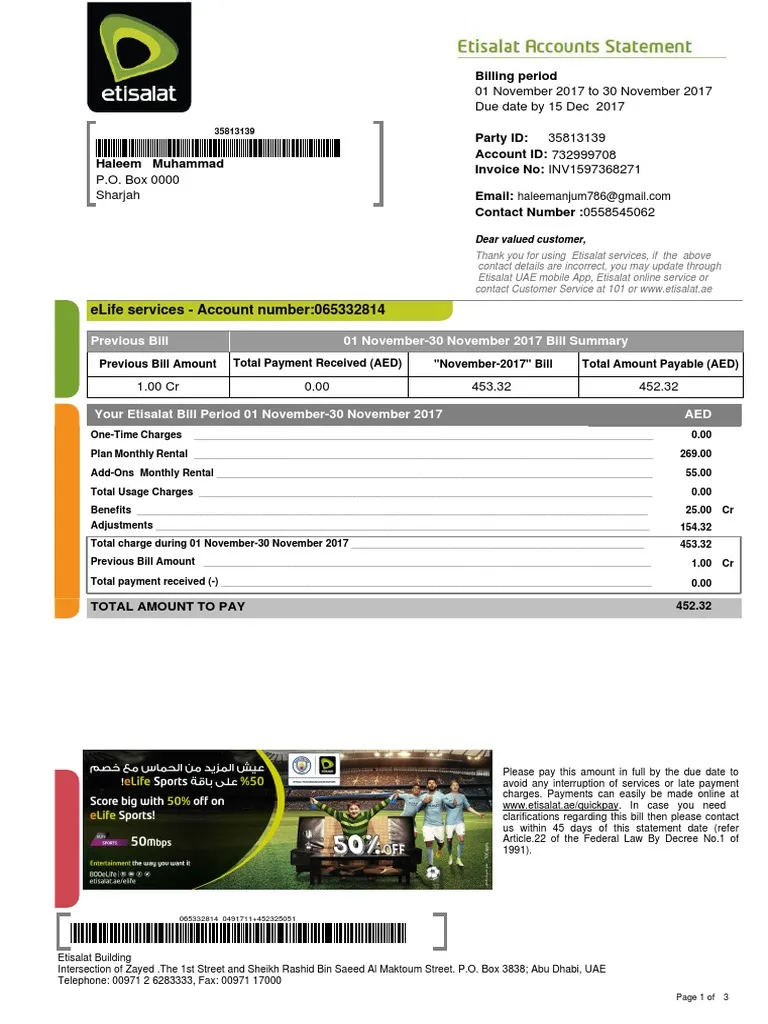 etisalat
Etisalat Accounts Statement
Billing period
01 November 2017 to 30 November 2017
Due date by 15 Dec 2017
35813139
Haleem Muhammad
P.O. Box 0000
Sharjah
Party ID: 35813139
Account ID: 732999708
Invoice No: INV1597368271
Email: haleemanjum786@gmail.com
Contact Number :0558545062
Dear valued customer,
Thank you for using Etisalat services, if the above
contact details are incorrect, you may update through
Etisalat UAE mobile App, Etisalat online service or
contact Customer Service at 101 or www.etisalat.ae
eLife services - Account number:065332814
Previous Bill 01 November-30 November 2017 Bill Summary
Previous Bill Amount Total Payment Received (AED) "November-2017" Bill Total Amount Payable (AED)
1.00 Cr 0.00 453.32 452.32
Your Etisalat Bill Period 01 November-30 November 2017 AED
One-Time Charges 0.00
Plan Monthly Rental 269.00
Add-Ons Monthly Rental 55.00
Total Usage Charges 0.00
Benefits 25.00 Cr
Adjustments 154.32
Total charge during 01 November-30 November 2017 453.32
Previous Bill Amount 1.00 Cr
Total payment received (-) 0.00
TOTAL AMOUNT TO PAY 452.32
عيش المزيد من الحماس مع خصم
50% على باقة eLife Sports!
Score big with 50% off on
eLife Sports!
SPORTS 50Mbps
Entertainment the way you want it
800eLife
etisalat.ae/elife
etisalat
50% OFF
Please pay this amount in full by the due date to
avoid any interruption of services or late payment
charges. Payments can easily be made online at
www.etisalat.ae/quickpay. In case you need
clarifications regarding this bill then please contact
us within 45 days of this statement date (refer
Article.22 of the Federal Law By Decree No.1 of
1991).
065332814 0491711+452325051
Etisalat Building
Intersection of Zayed .The 1st Street and Sheikh Rashid Bin Saeed Al Maktoum Street. P.O. Box 3838; Abu Dhabi, UAE
Telephone: 00971 2 6283333, Fax: 00971 17000
Page 1 of 3